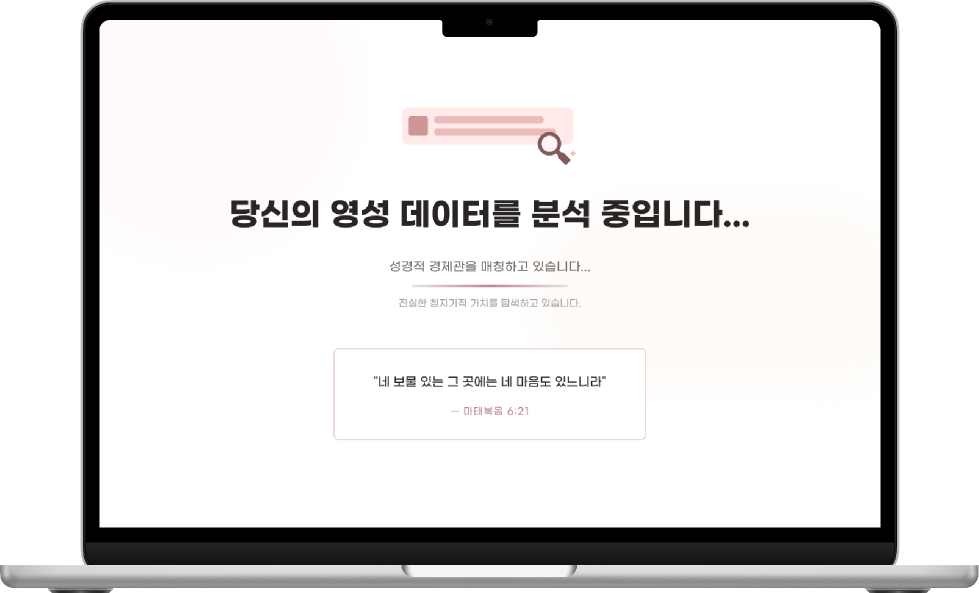 당신의 영성 데이터를 분석 중입니다...
성경적 경제관을 매칭하고 있습니다...
진실한 청지기적 가치를 탐색하고 있습니다.
"네 보물 있는 그 곳에는 네 마음도 있느니라"
— 마태복음 6:21